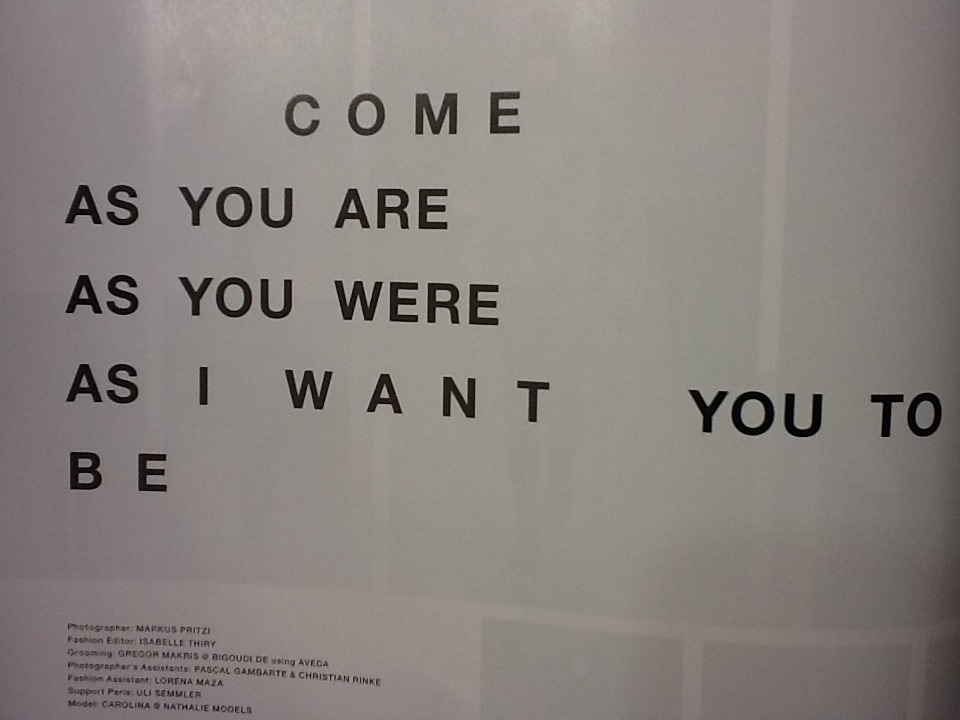 COME
AS YOU ARE
AS YOU WERE
AS I WANT YOU TO
BE
Photographer: MARKUS PRITZI
Fashion Editor: ISABELLE THIRY
Grooming: GREGOR MAKRIS @ BIGOUDI.DE using AVEDA
Photographer's Assistants: PASCAL GAMBARTE & CHRISTIAN RINKE
Fashion Assistant: LORENA MAZA
Support Paris: ULI SEMMLER
Model: CAROLINA @ NATHALIE MODELS